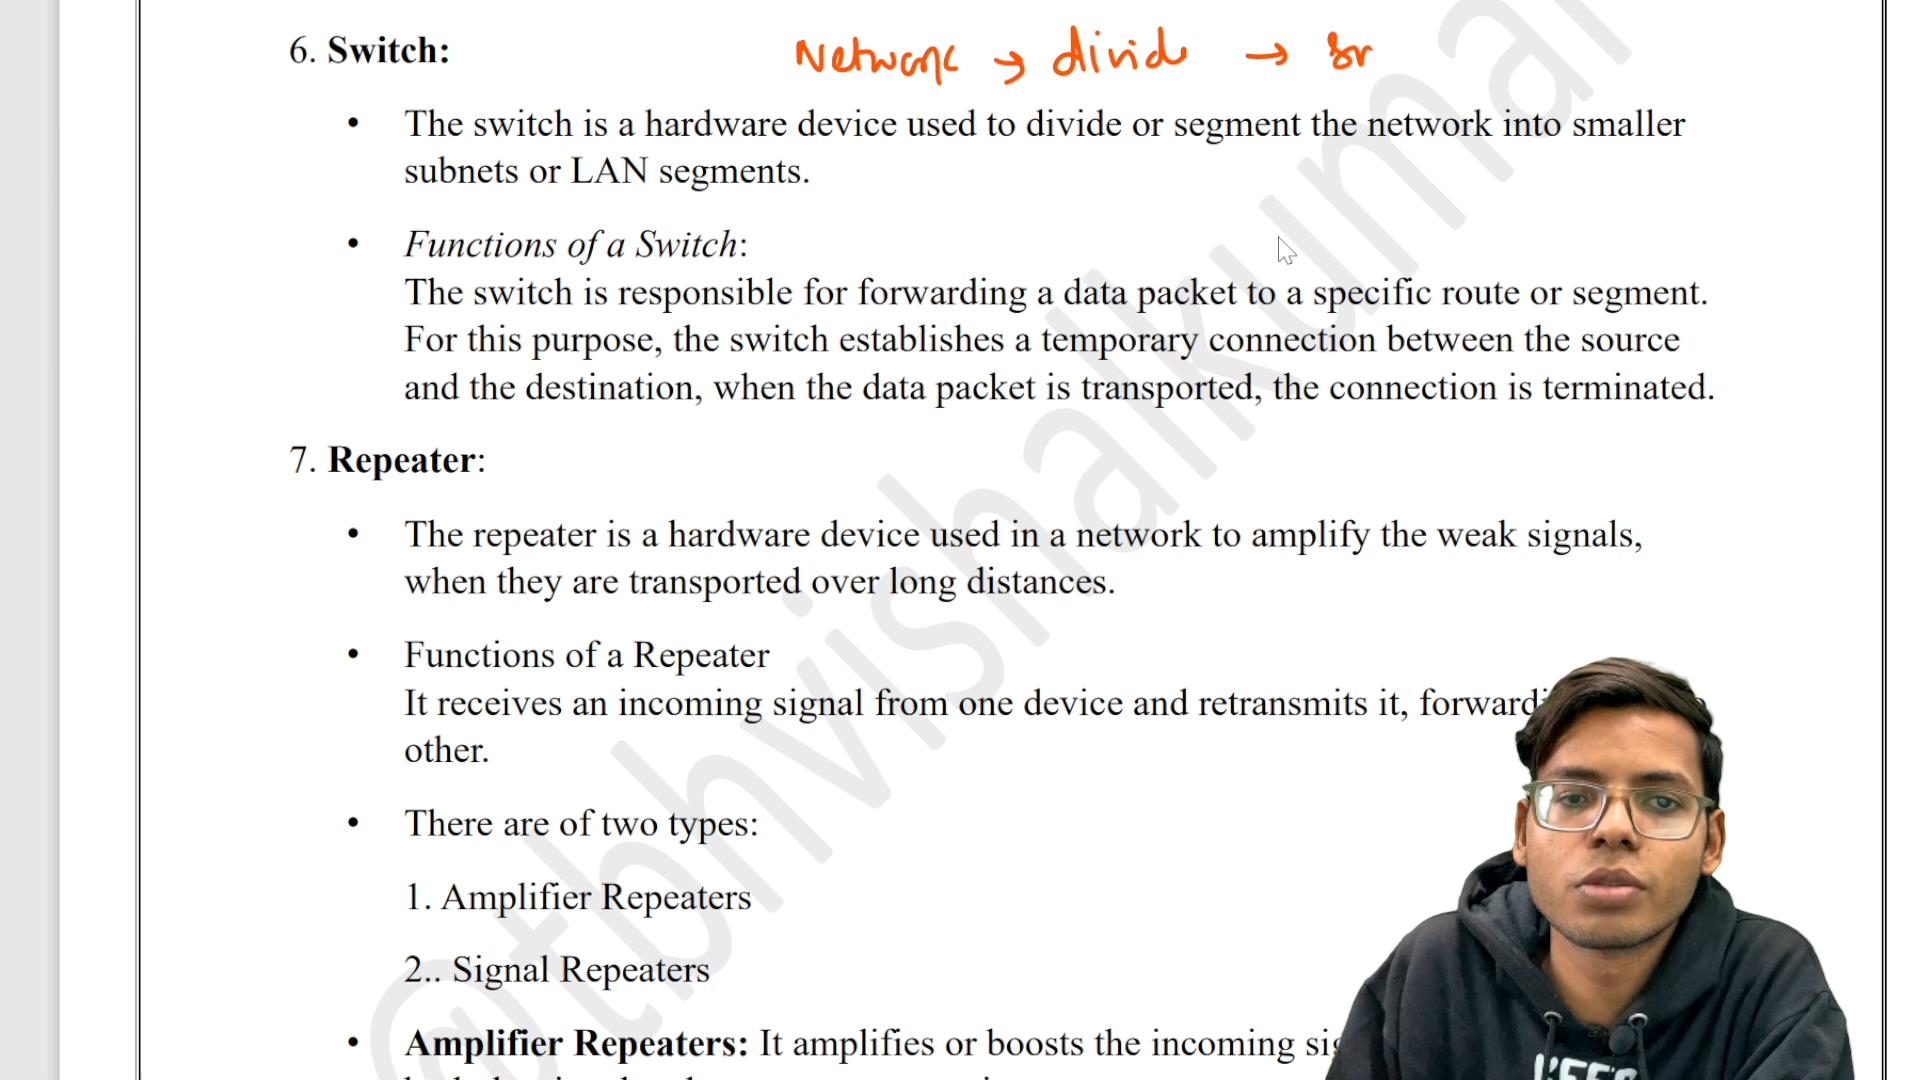 6. Switch:
Network → divide →
• The switch is a hardware device used to divide or segment the network into smaller
subnets or LAN segments.
• Functions of a Switch:
The switch is responsible for forwarding a data packet to a specific route or segment.
For this purpose, the switch establishes a temporary connection between the source
and the destination, when the data packet is transported, the connection is terminated.
7. Repeater:
• The repeater is a hardware device used in a network to amplify the weak signals,
when they are transported over long distances.
• Functions of a Repeater
It receives an incoming signal from one device and retransmits it,
other.
• There are of two types:
1. Amplifier Repeaters
2.. Signal Repeaters
• Amplifier Repeaters: It amplifies or boosts the incoming
@tbhvishalkumar